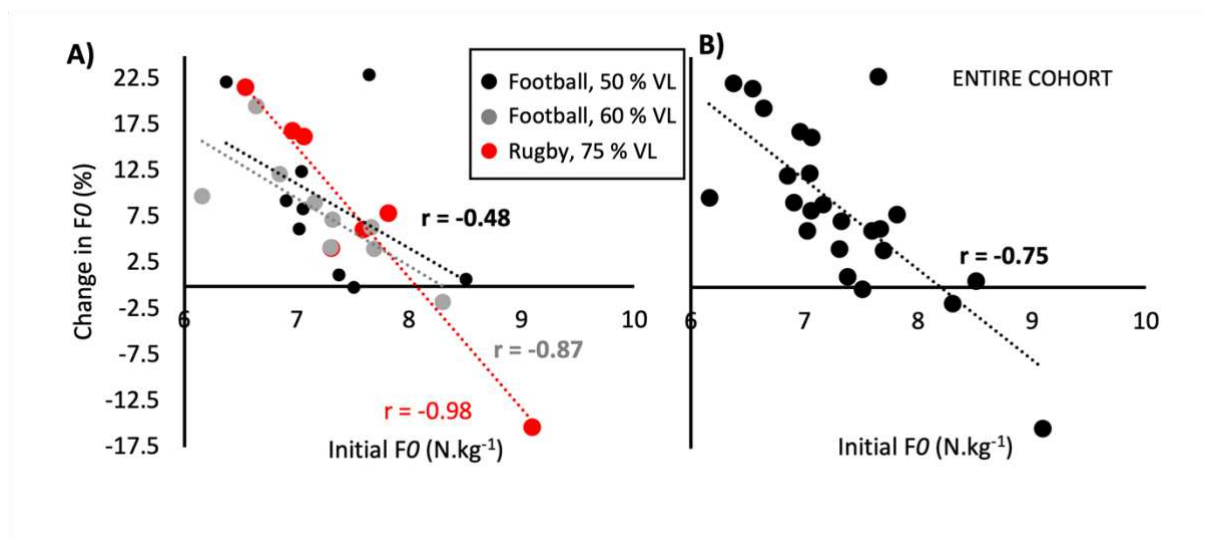 A)
B)
Football, 50 % VL
Football, 60 % VL
Rugby, 75 % VL
ENTIRE COHORT
Change in F0 (%)
22.5
17.5
12.5
7.5
2.5
-2.5
-7.5
-12.5
-17.5
r = -0.48
r = -0.87
r = -0.98
r = -0.75
6 7 8 9 10
6 7 8 9 10
Initial F0 (N.kg⁻¹)
Initial F0 (N.kg⁻¹)